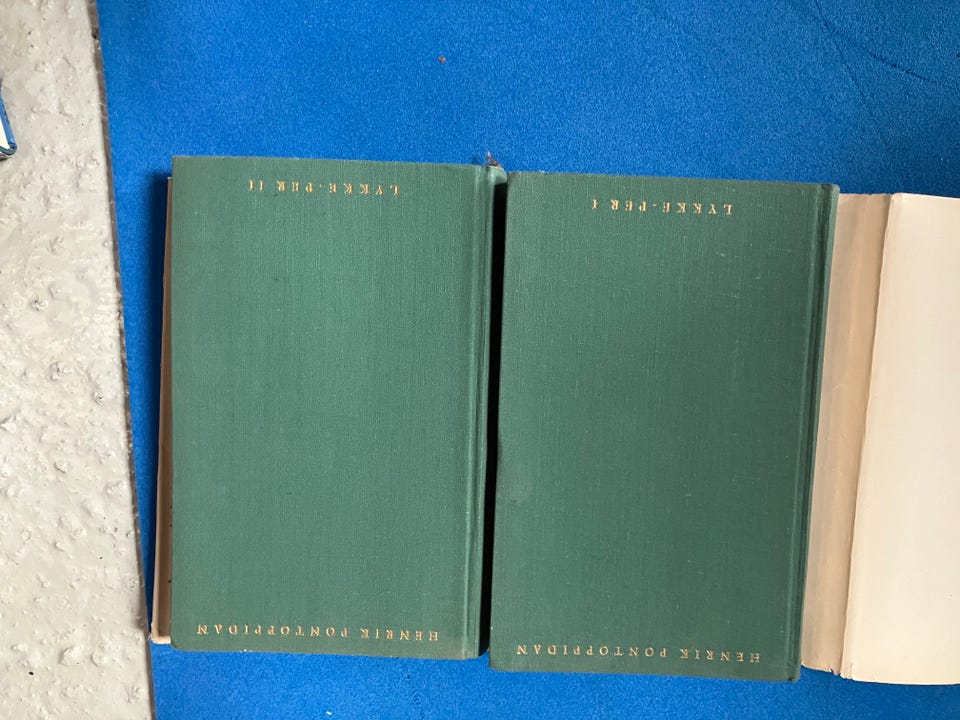 HENRIK PONTOPPIDAN
LYKKE-PER I
HENRIK PONTOPPIDAN
LYKKE-PER II